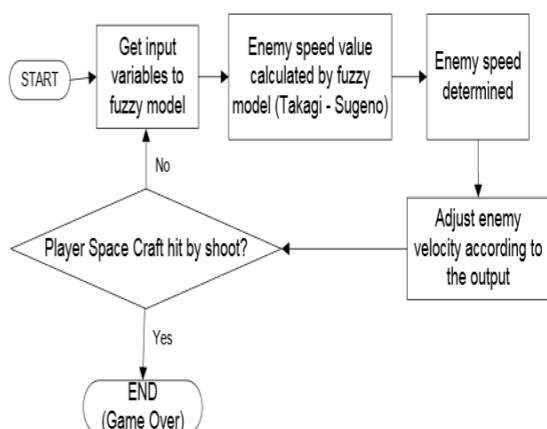 START
Get input
variables to
fuzzy model
Enemy speed value
calculated by fuzzy
model (Takagi - Sugeno)
Enemy speed
determined
Adjust enemy
velocity according to
the output
Player Space Craft hit by shoot?
No
Yes
END
(Game Over)